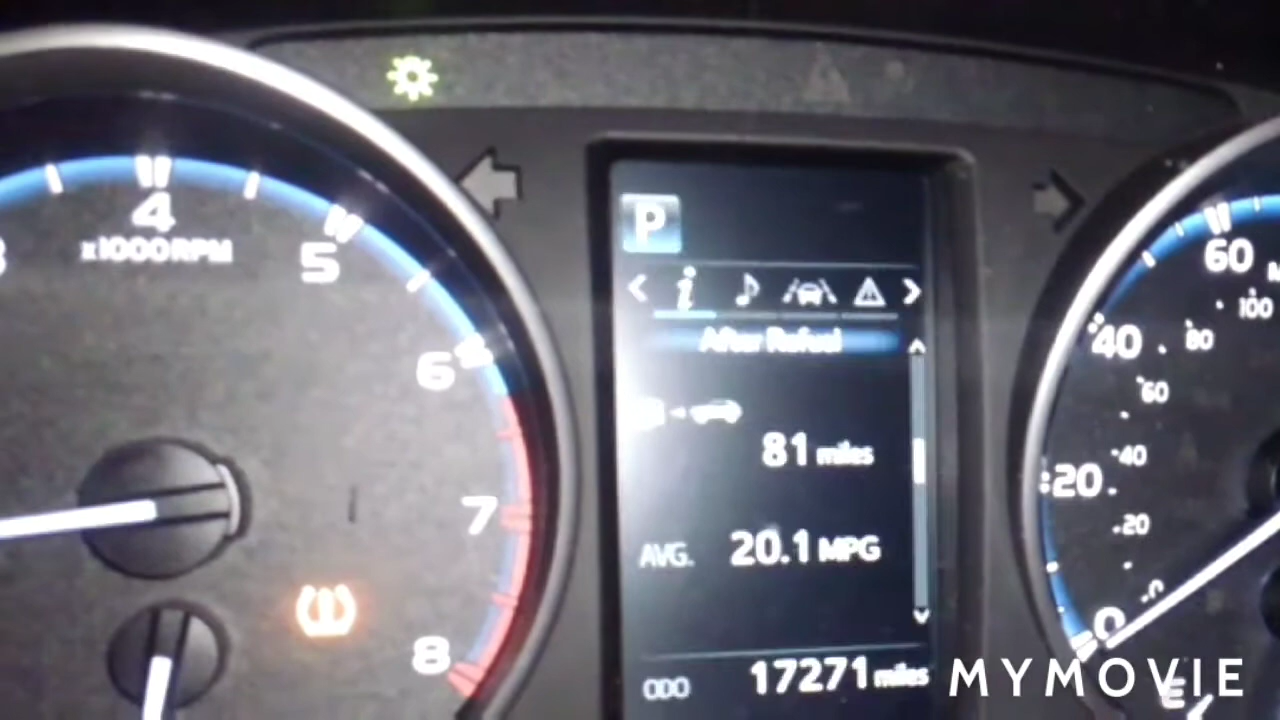 4
x1000RPM
5
6
7
8
P
i
After Refuel
81 miles
AVG. 20.1 MPG
ODO 17271 miles
60
100
40
80
60
20
40
20
0
0
E
MYMOVIE